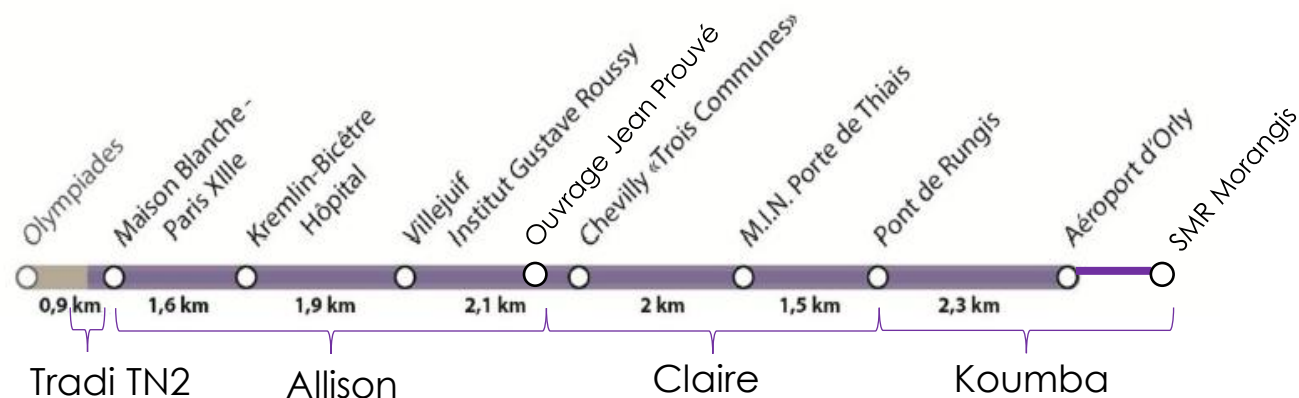 Olympiades
Maison Blanche -
Paris XIIIe
Kremlin-Bicêtre
Hôpital
Villejuif
Institut Gustave Roussy
Ouvrage Jean Prouvé
Chevilly «Trois Communes»
M.I.N. Porte de Thiais
Pont de Rungis
Aéroport d'Orly
SMR Morangis
0,9 km
1,6 km
1,9 km
2,1 km
2 km
1,5 km
2,3 km
Tradi TN2
Allison
Claire
Koumba